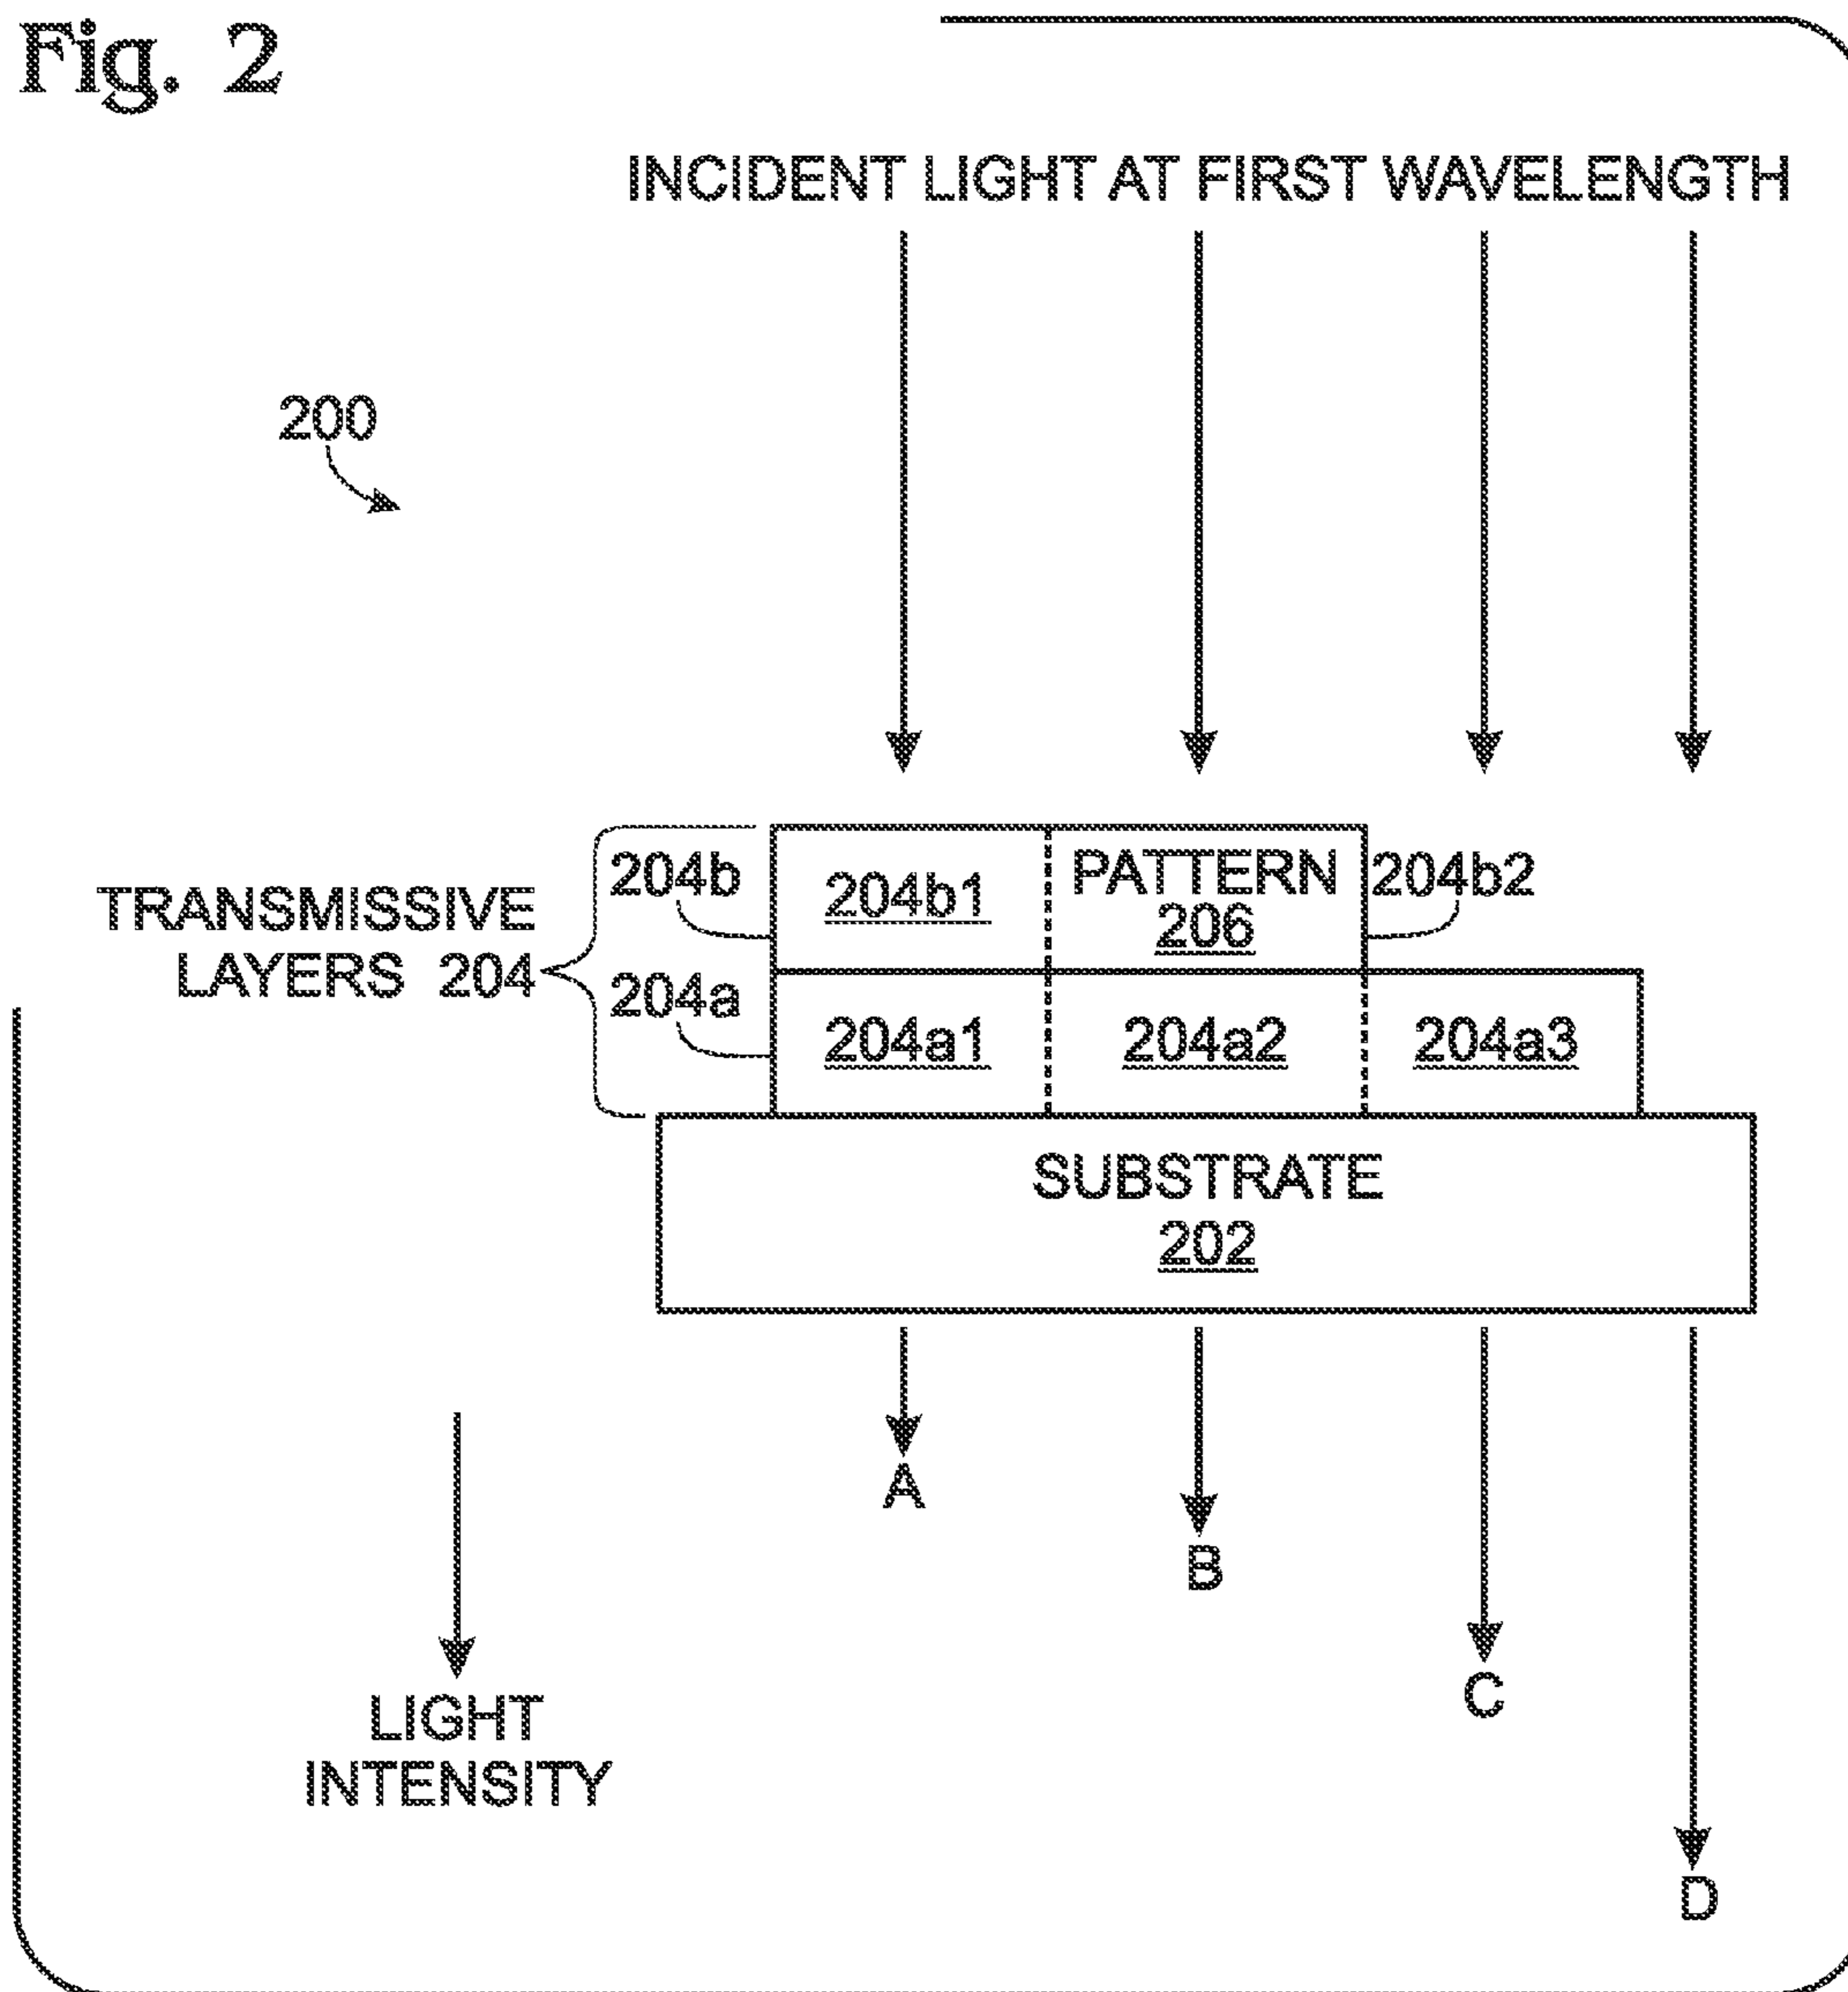 Fig. 2
INCIDENT LIGHT AT FIRST WAVELENGTH
200
TRANSMISSIVE
LAYERS 204
204b
204b1
PATTERN
206
204b2
204a
204a1
204a2
204a3
SUBSTRATE
202
A
B
C
D
LIGHT
INTENSITY